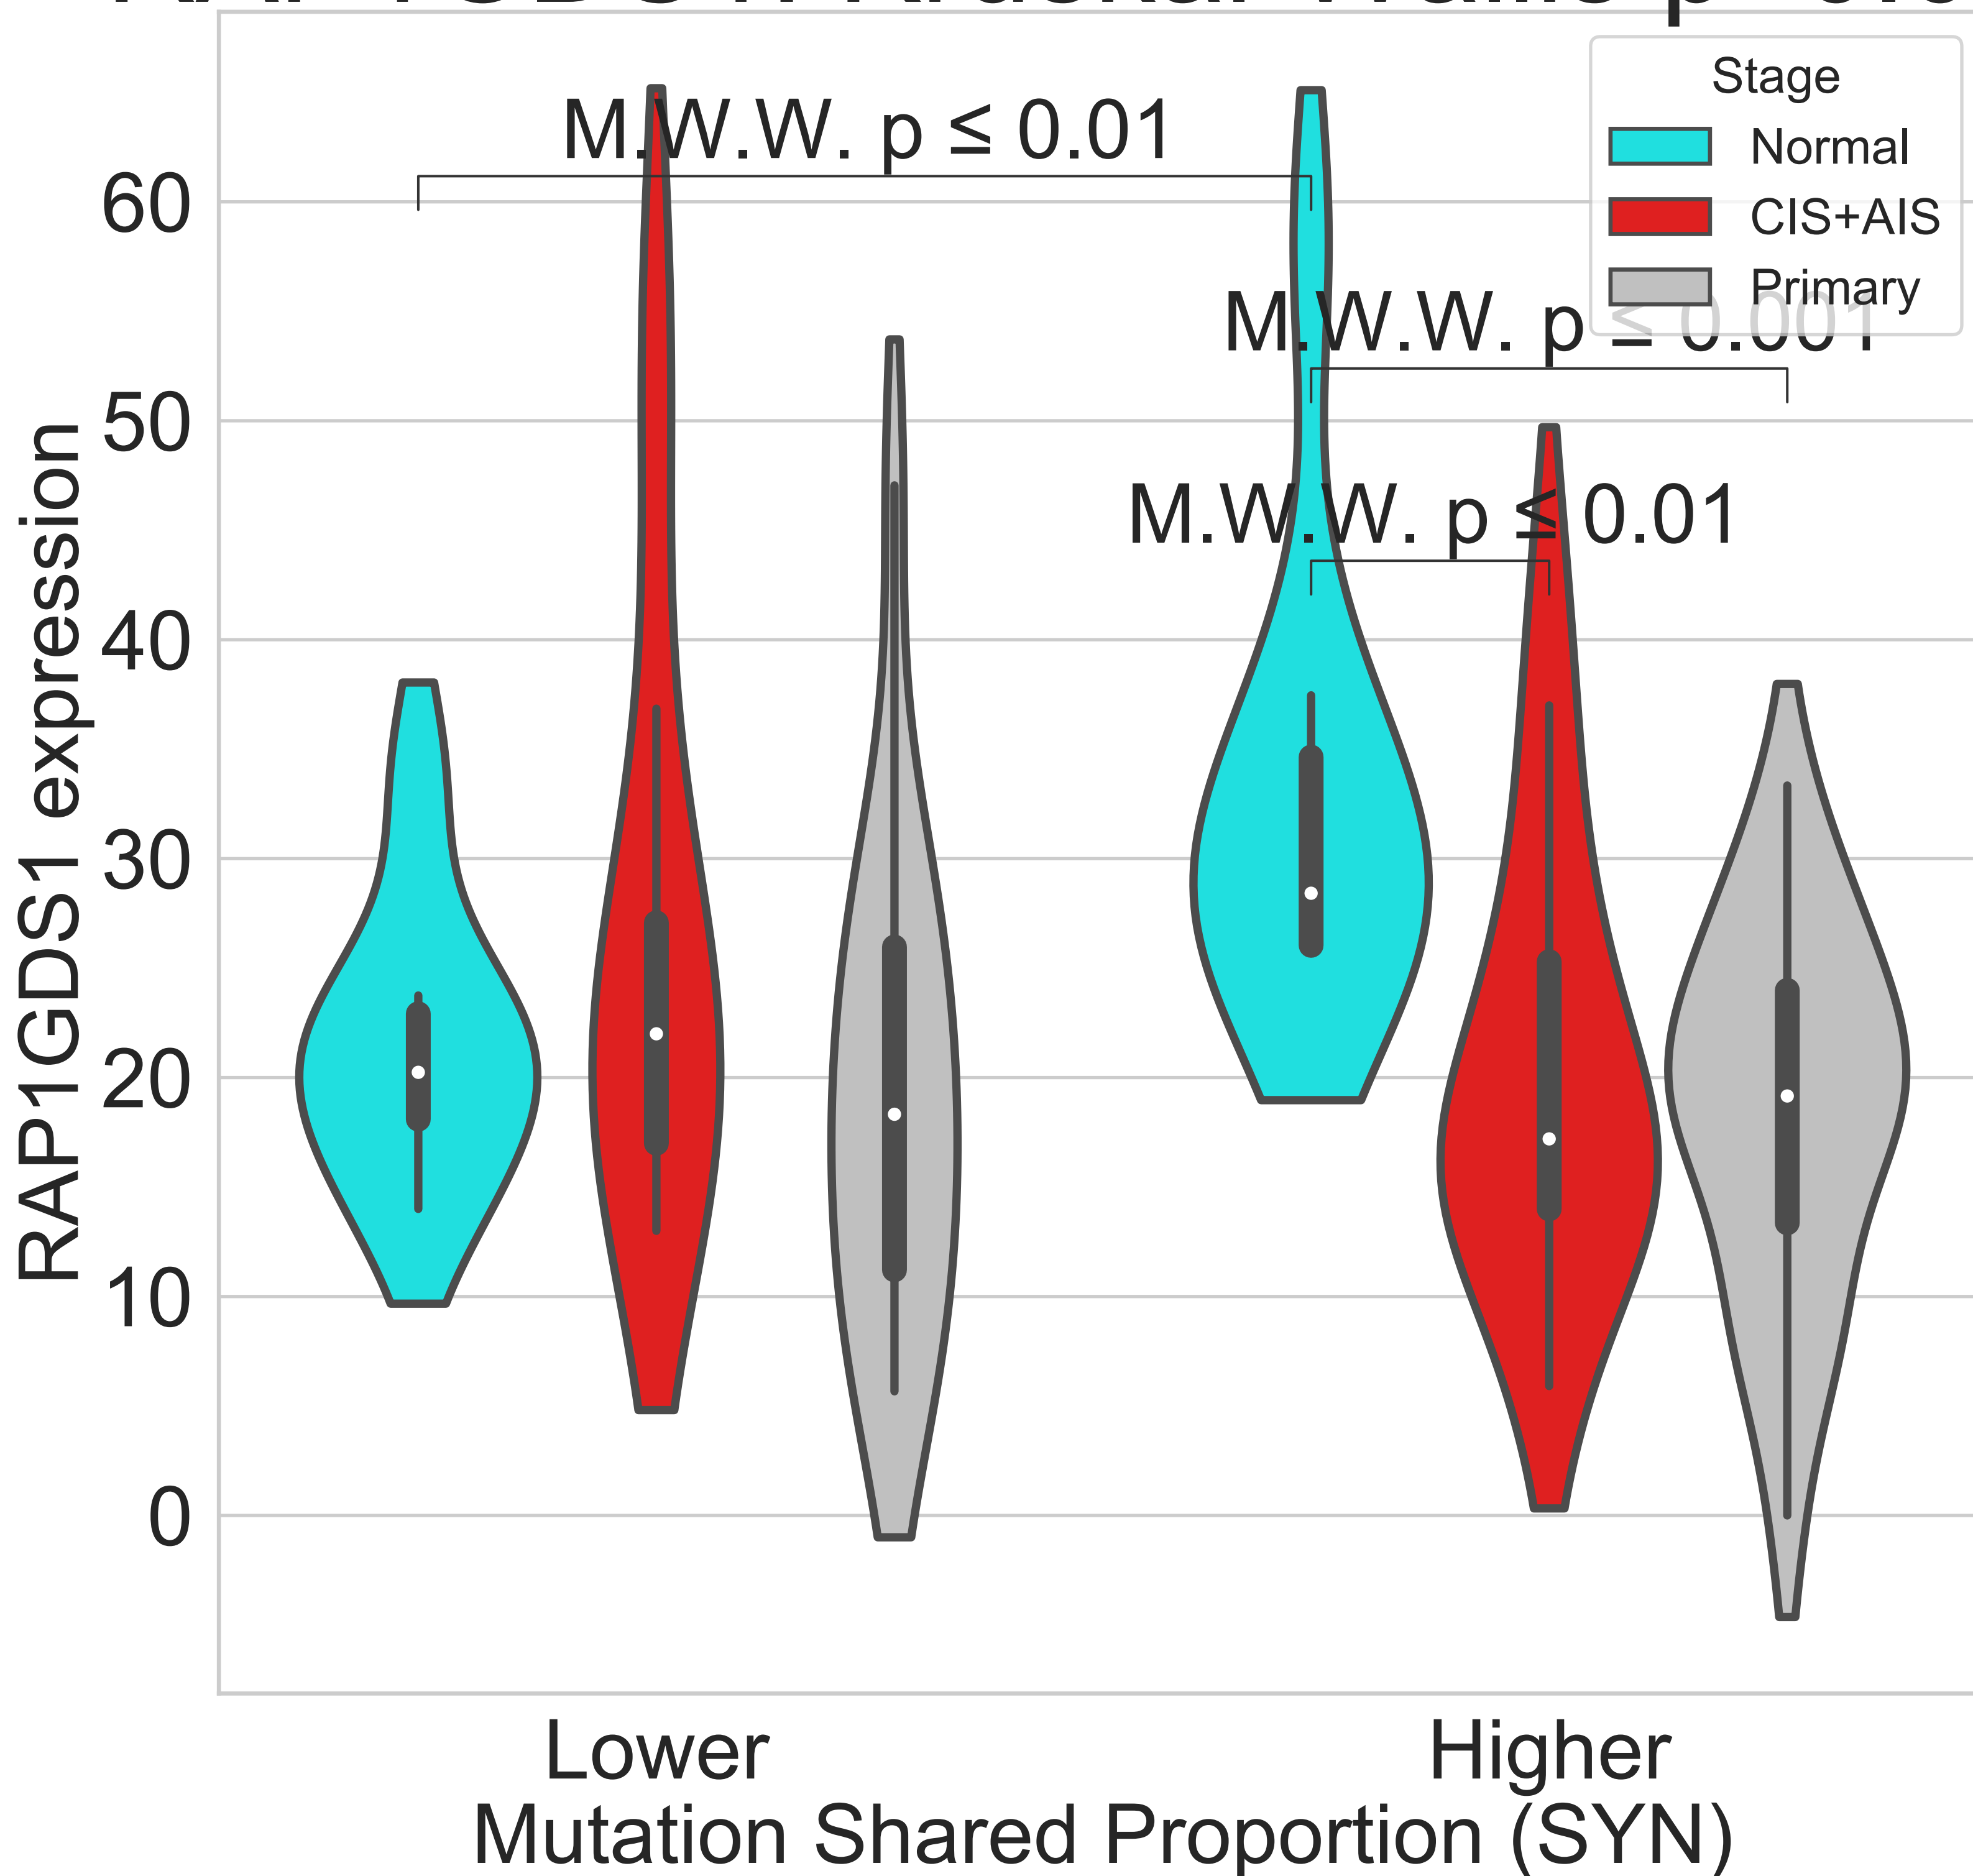 Stage
Normal
CIS+AIS
Primary
M.W.W. p ≤ 0.01
M.W.W. p ≤ 0.001
M.W.W. p ≤ 0.01
60
50
40
30
20
10
0
RAP1GDS1 expression
Lower
Higher
Mutation Shared Proportion (SYN)